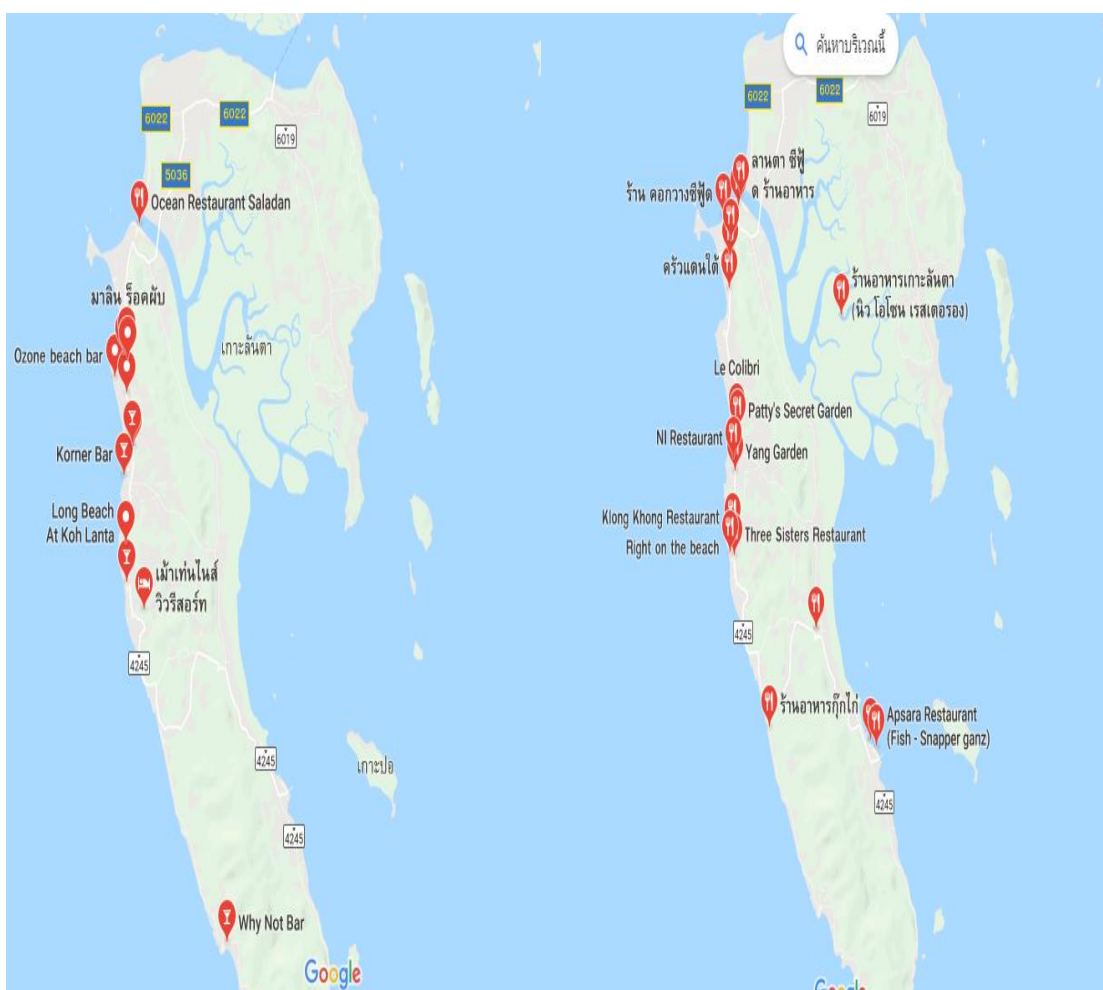 6022
6022
6019
5036
Ocean Restaurant Saladan
มาลิน ร็อคผับ
Ozone beach bar
เกาะลันตา
Korner Bar
Long Beach
At Koh Lanta
เม้าเท่นไนส์
วิวรีสอร์ท
4245
4245
เกาะปอ
4245
Why Not Bar
Google
ค้นหาบริเวณนี้
6022
6022
6019
ลานตา ซีฟู้
ด ร้านอาหาร
ร้าน คอกวางซีฟู้ด
ครัวแดนใต้
ร้านอาหารเกาะลันตา
(นิว โอโซน เรสเตอรอง)
Le Colibri
Patty's Secret Garden
NI Restaurant
Yang Garden
Klong Khong Restaurant
Three Sisters Restaurant
Right on the beach
4245
ร้านอาหารกุ๊กไก่
Apsara Restaurant
(Fish - Snapper ganz)
4245
Google